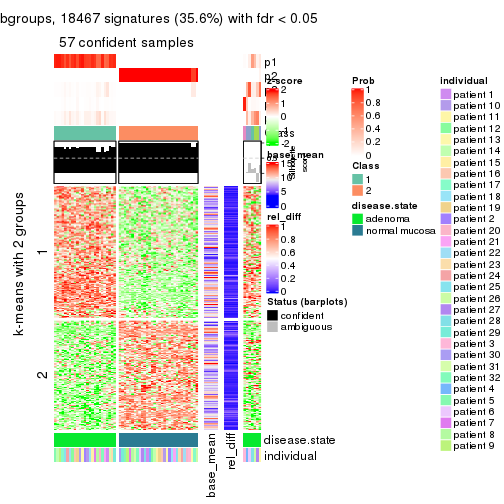 bgroups, 18467 signatures (35.6%) with fdr < 0.05
57 confident samples
p1
p2
z-score
2
1
0
-1
-2
base_mean
15
10
5
0
rel_diff
1
0.8
0.6
0.4
0.2
0
Status (barplots)
confident
ambiguous
Prob
1
0.8
0.6
0.4
0.2
0
Class
1
2
disease.state
adenoma
normal mucosa
individual
patient 1
patient 10
patient 11
patient 12
patient 13
patient 14
patient 15
patient 16
patient 17
patient 18
patient 19
patient 2
patient 20
patient 21
patient 22
patient 23
patient 24
patient 25
patient 26
patient 27
patient 28
patient 29
patient 3
patient 30
patient 31
patient 32
patient 4
patient 5
patient 6
patient 7
patient 8
patient 9
k-means with 2 groups
1
2
disease.state
individual
base_mean
rel_diff